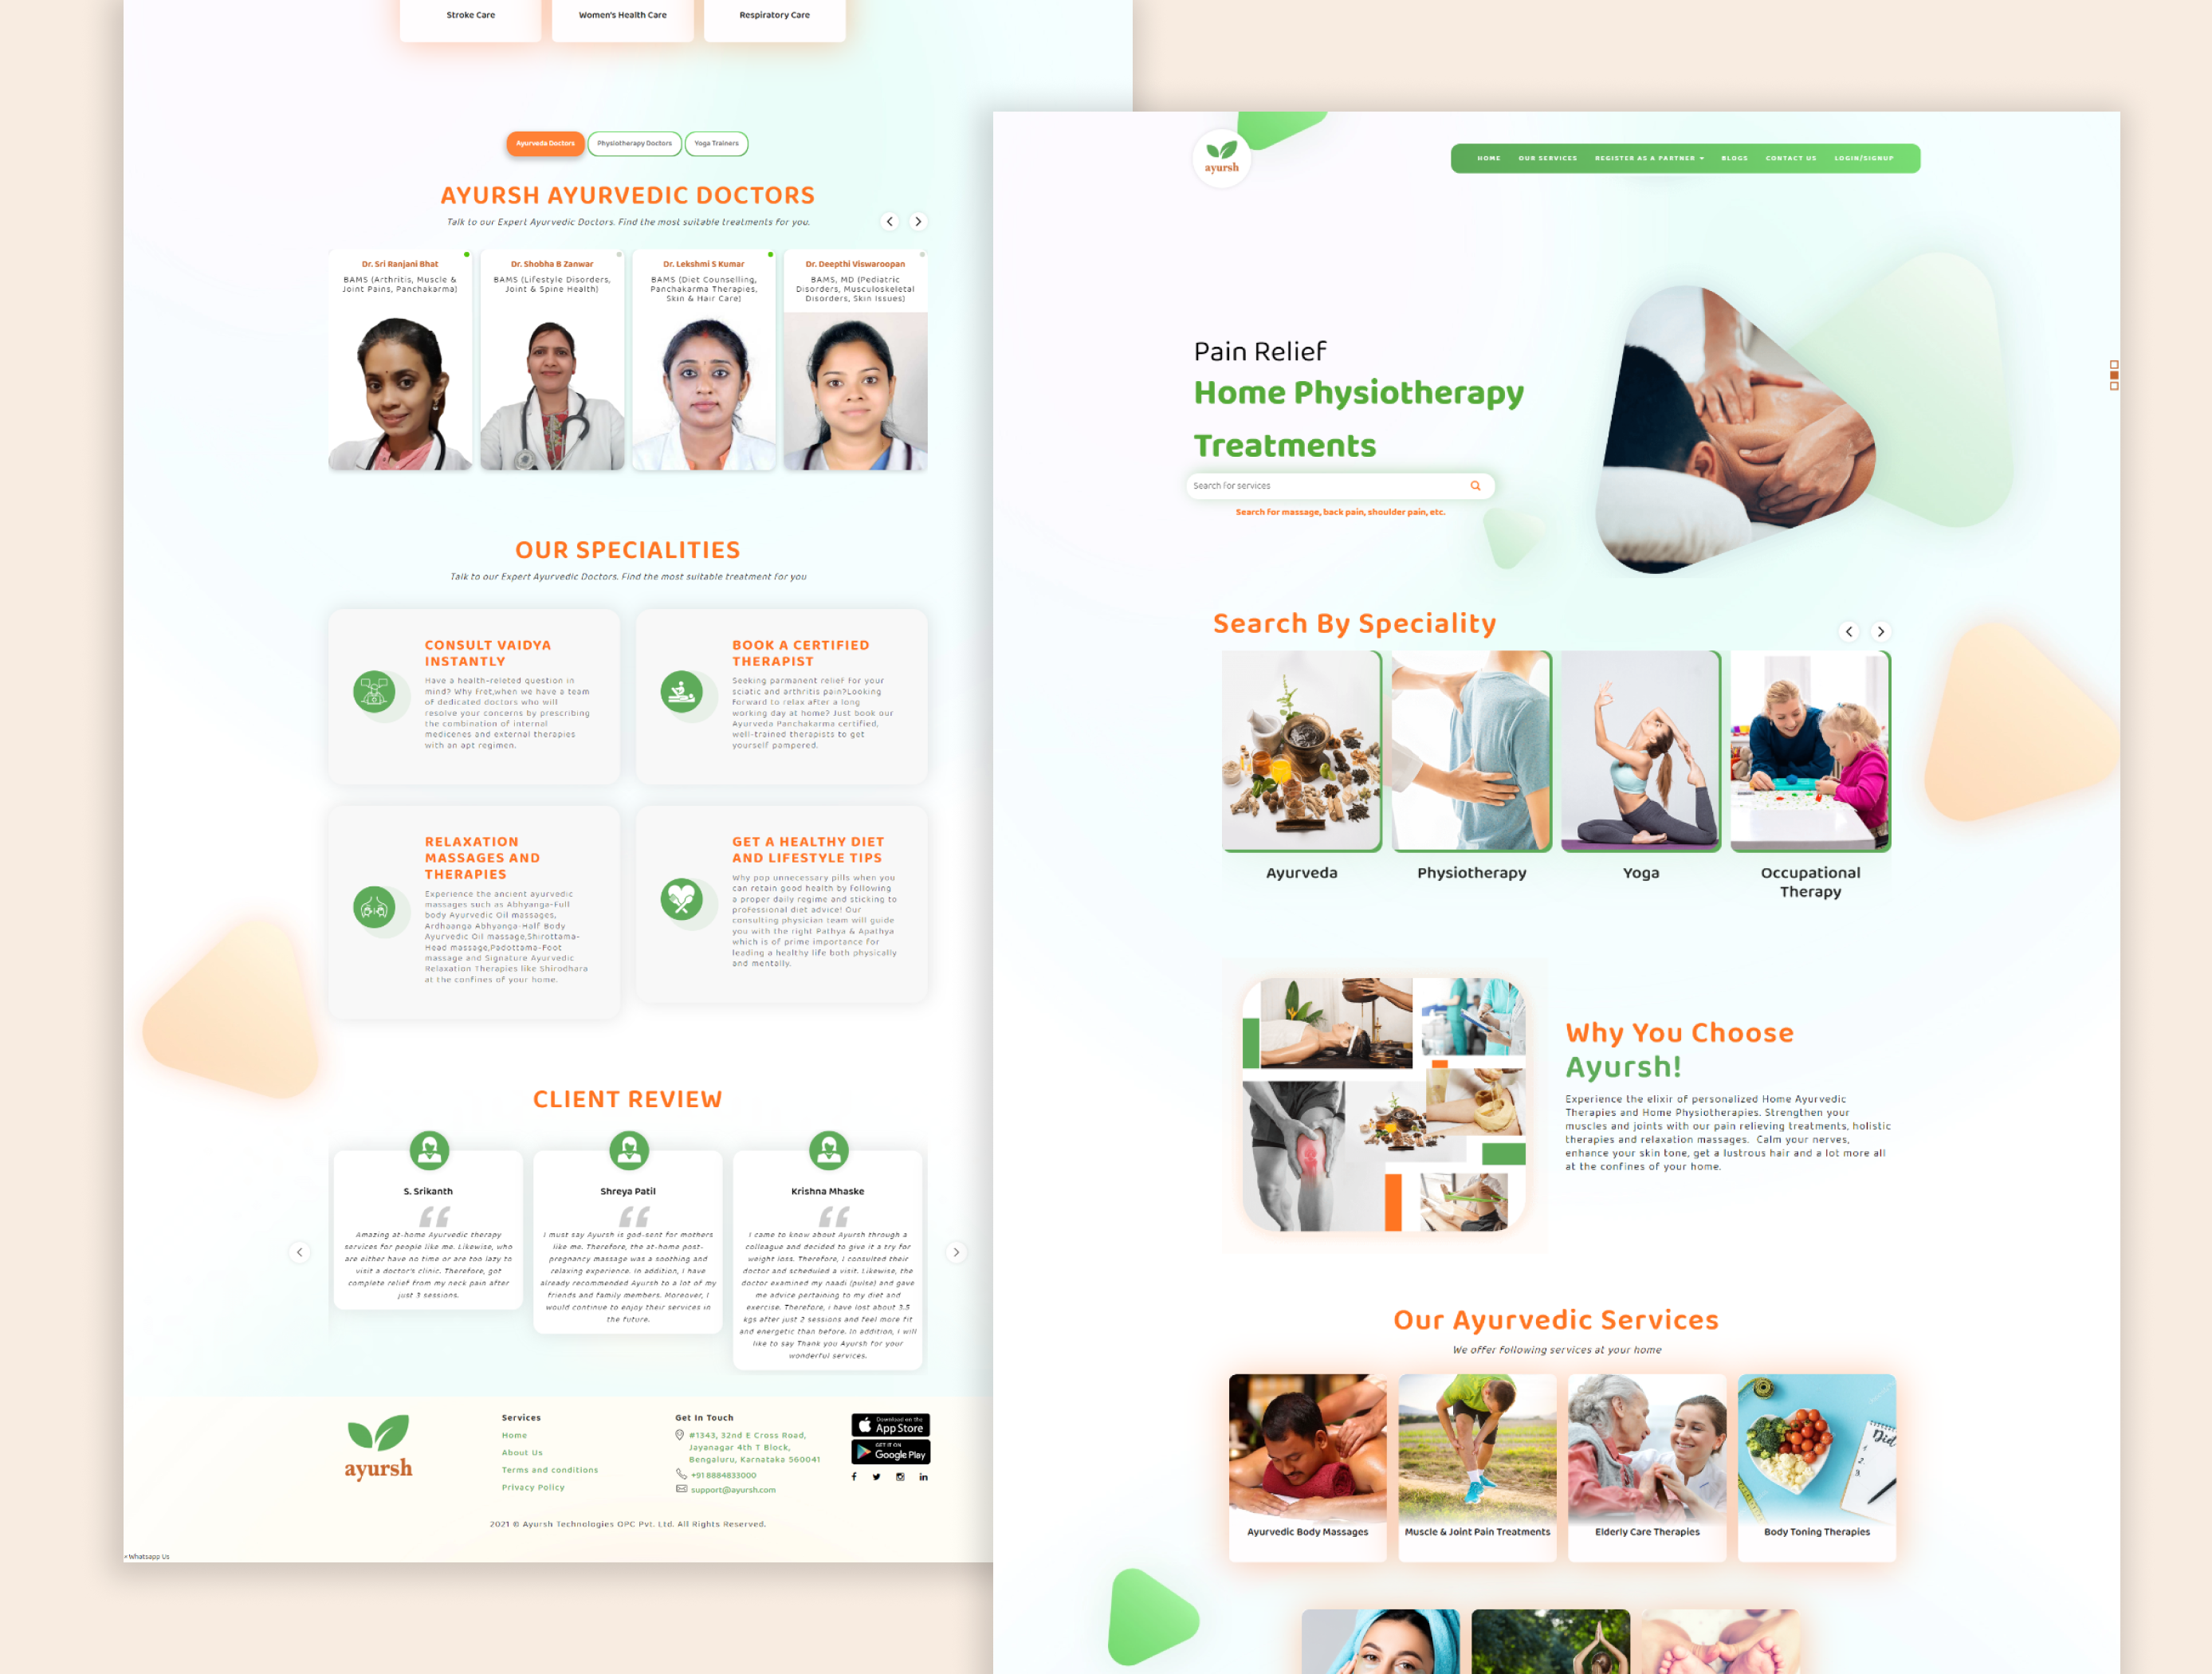 Stroke Care
Women's Health Care
Respiratory Care
Ayurveda Doctors
Physiotherapy Doctors
Yoga Trainers
AYURSH AYURVEDIC DOCTORS
Talk to our Expert Ayurvedic Doctors. Find the most suitable treatments for you.
Dr. Sri Ranjani Bhat
BAMS (Arthritis, Muscle &
Joint Pains, Panchakarma)
Dr. Shobha B Zanwar
BAMS (Lifestyle Disorders,
Joint & Spine Health)
Dr. Lekshmi S Kumar
BAMS (Diet Counselling,
Panchakarma Therapies,
Skin & Hair Care)
Dr. Deepthi Viswaroopan
BAMS, MD (Pediatric
Disorders, Musculoskeletal
Disorders, Skin Issues)
OUR SPECIALITIES
Talk to our Expert Ayurvedic Doctors. Find the most suitable treatment for you
CONSULT VAIDYA
INSTANTLY
Have a health-releted question in
mind? Why fret,when we have a team
of dedicated doctors who will
resolve your concerns by prescribing
the combination of internal
medicenes and external therapies
with an apt regimen.
BOOK A CERTIFIED
THERAPIST
Seeking parmanent relief for your
sciatic and arthritis pain?Looking
forward to relax after a long
working day at home? Just book our
Ayurveda Panchakarma certified,
well-trained therapists to get
yourself pampered.
RELAXATION
MASSAGES AND
THERAPIES
Experience the ancient ayurvedic
massages such as Abhyanga-Full
body Ayurvedic Oil massages,
Ardhaanga Abhyanga-Half Body
Ayurvedic Oil massage,Shirottama-
Head massage,Padottama-Foot
massage and Signature Ayurvedic
Relaxation Therapies like Shirodhara
at the confines of your home.
GET A HEALTHY DIET
AND LIFESTYLE TIPS
Why pop unnecessary pills when you
can retain good health by following
a proper daily regime and sticking to
professional diet advice! Our
consulting physician team will guide
you with the right Pathya & Apathya
which is of prime importance for
leading a healthy life both physically
and mentally.
CLIENT REVIEW
S. Srikanth
Amazing at-home Ayurvedic therapy
services for people like me. Likewise, who
are either have no time or are too lazy to
visit a doctor's clinic. Therefore, got
complete relief from my neck pain after
just 3 sessions.
Shreya Patil
I must say Ayursh is god-sent for mothers
like me. Therefore, the at-home post-
pregnancy massage was a soothing and
relaxing experience. In addition, I have
already recommended Ayursh to a lot of my
friends and family members. Moreover, I
would continue to enjoy their services in
the future.
Krishna Mhaske
I came to know about Ayursh through a
colleague and decided to give it a try for
weight loss. Therefore, I consulted their
doctor and scheduled a visit. Likewise, the
doctor examined my naadi (pulse) and gave
me advice pertaining to my diet and
exercise. Therefore, i have lost about 3.5
kgs after just 2 sessions and feel more fit
and energetic than before. In addition, I will
like to say Thank you Ayursh for your
wonderful services.
ayursh
Services
Home
About Us
Terms and conditions
Privacy Policy
Get In Touch
#1343, 32nd E Cross Road,
Jayanagar 4th T Block,
Bengaluru, Karnataka 560041
+91 8884833000
support@ayursh.com
Download on the
App Store
GET IT ON
Google Play
2021 © Ayursh Technologies OPC Pvt. Ltd. All Rights Reserved.
Whatsapp Us
ayursh
HOME
OUR SERVICES
REGISTER AS A PARTNER
BLOGS
CONTACT US
LOGIN/SIGNUP
Pain Relief
Home Physiotherapy
Treatments
Search for services
Search for massage, back pain, shoulder pain, etc.
Search By Speciality
Ayurveda
Physiotherapy
Yoga
Occupational
Therapy
Why You Choose
Ayursh!
Experience the elixir of personalized Home Ayurvedic
Therapies and Home Physiotherapies. Strengthen your
muscles and joints with our pain relieving treatments, holistic
therapies and relaxation massages. Calm your nerves,
enhance your skin tone, get a lustrous hair and a lot more all
at the confines of your home.
Our Ayurvedic Services
We offer following services at your home
Diet
1.
2.
3.
Ayurvedic Body Massages
Muscle & Joint Pain Treatments
Elderly Care Therapies
Body Toning Therapies